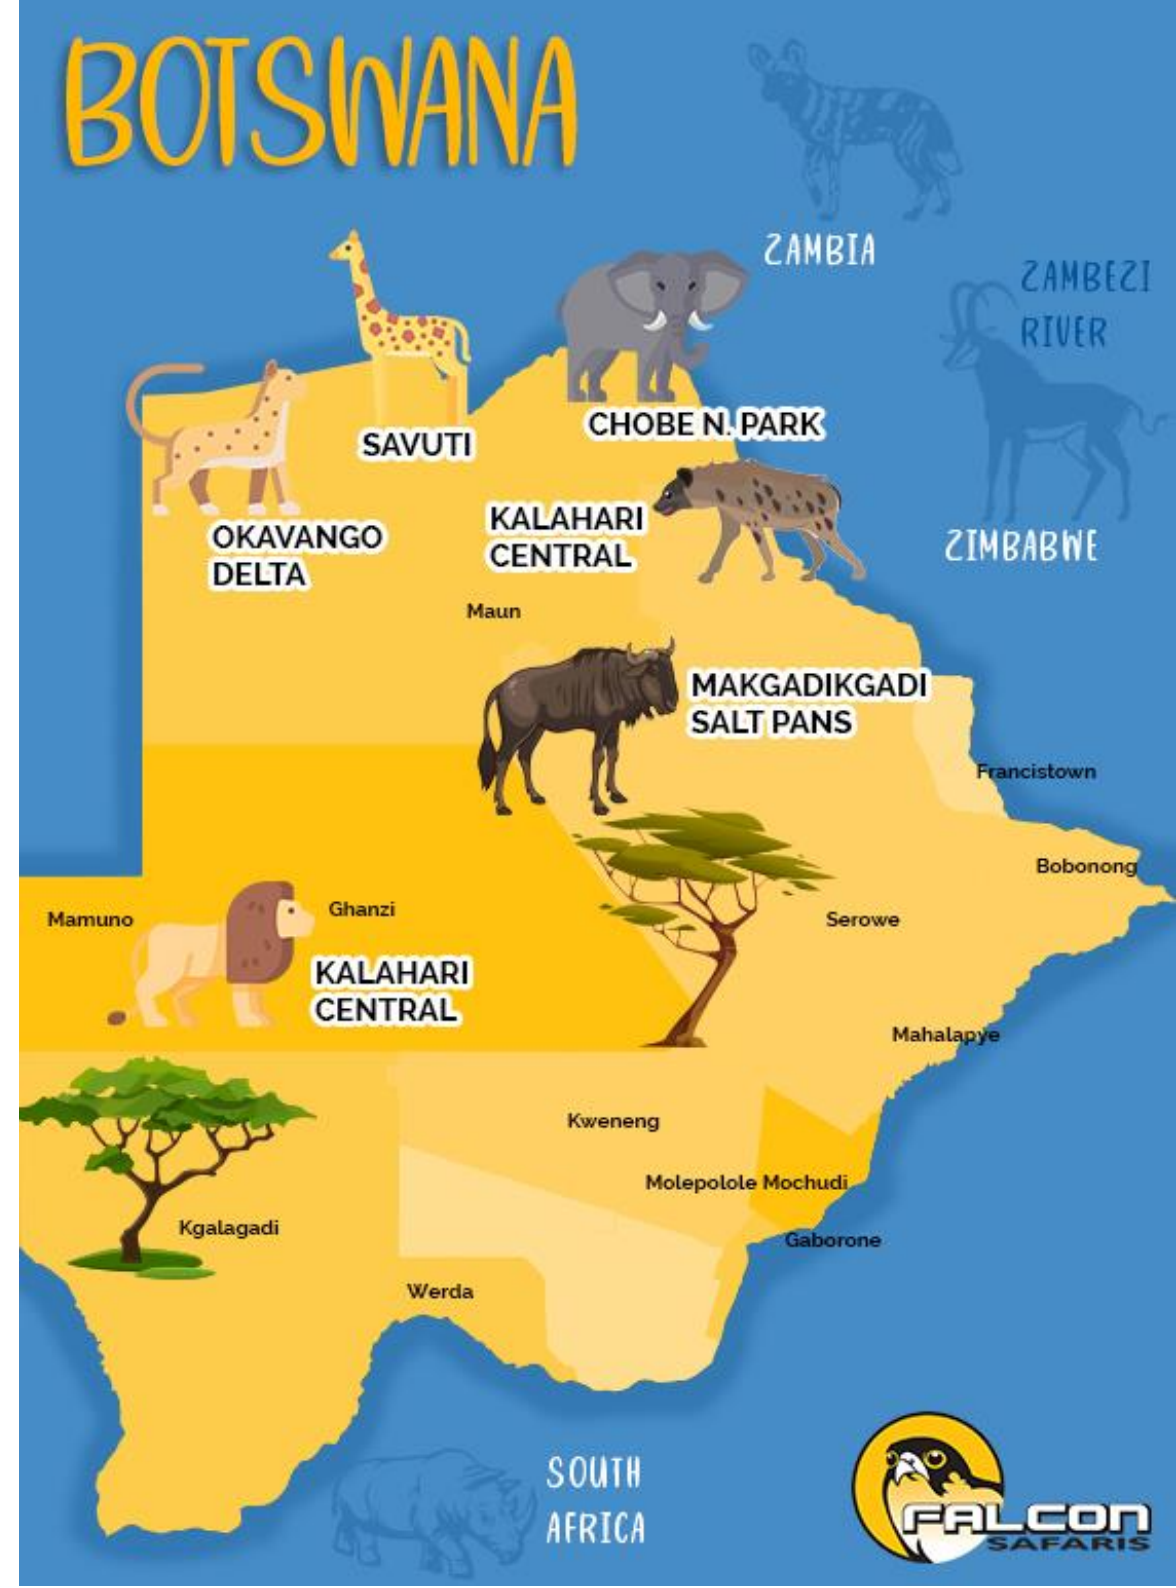 BOTSWANA
ZAMBIA
ZAMBEZI
RIVER
CHOBE N. PARK
SAVUTI
KALAHARI
CENTRAL
OKAVANGO
DELTA
ZIMBABWE
Maun
MAKGADIKGADI
SALT PANS
Francistown
Bobonong
Mamuno
Ghanzi
Serowe
KALAHARI
CENTRAL
Mahalapye
Kweneng
Molepolole Mochudi
Kgalagadi
Gaborone
Werda
SOUTH
AFRICA
FALCON
SAFARIS